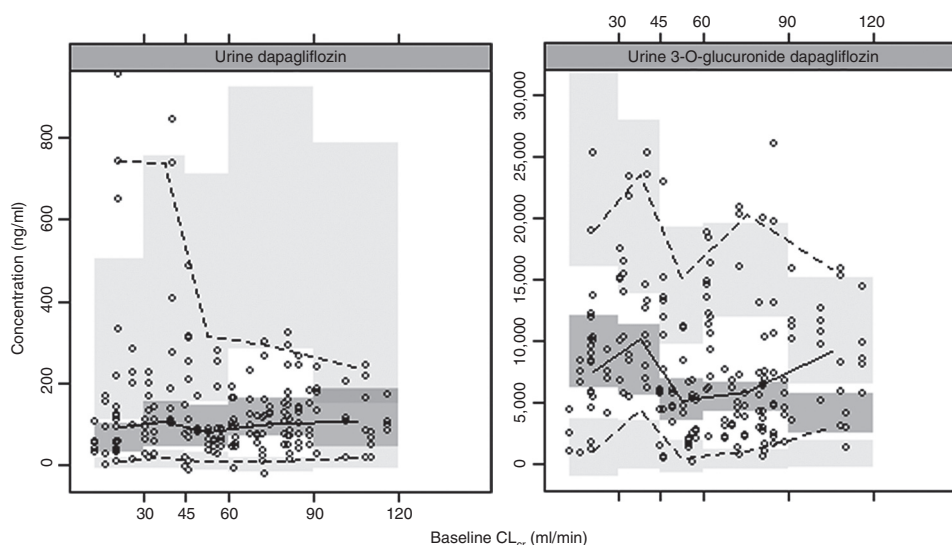 30 45 60 90 120
Urine dapagliflozin
Urine 3-O-glucuronide dapagliflozin
Concentration (ng/ml)
800
600
400
200
0
30 45 60 90 120
30,000
25,000
20,000
15,000
10,000
5,000
0
30 45 60 90 120
Baseline CLcr (ml/min)